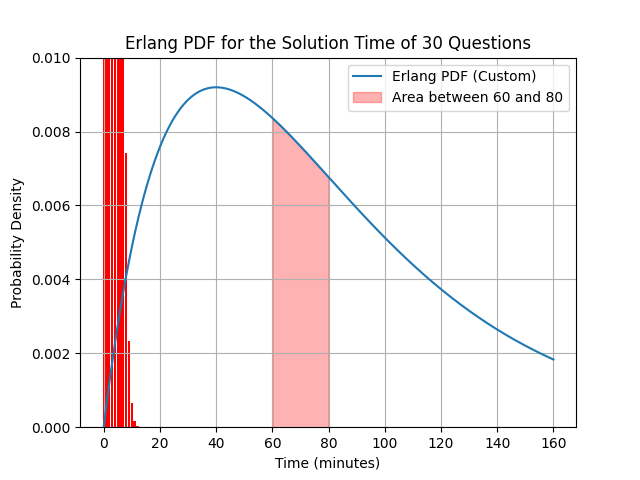 Erlang PDF for the Solution Time of 30 Questions
Erlang PDF (Custom)
Area between 60 and 80
Probability Density
0.010
0.008
0.006
0.004
0.002
0.000
0 20 40 60 80 100 120 140 160
Time (minutes)